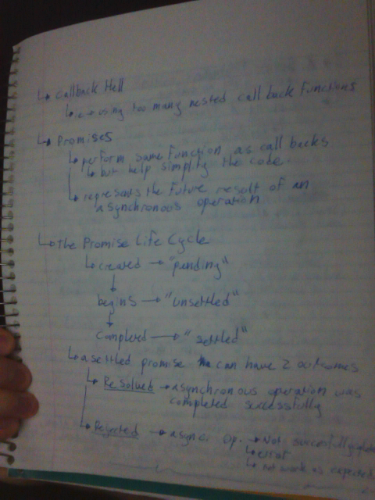 ↳ Callback Hell
↳ having too many nested call back functions
↳ Promises
↳ perform same function as call backs
↳ but help simplify the code.
↳ represents the future result of an
asynchronous operation
↳ The Promise Life Cycle
↳ created → "pending"
↓
begins → "unsettled"
↓
completed → "settled"
↳ a settled promise can have 2 outcomes
↳ Resolved → asynchronous operation was
completed successfully
↳ Rejected → async. op. → Not successfully
↳ error
↳ not work as expected